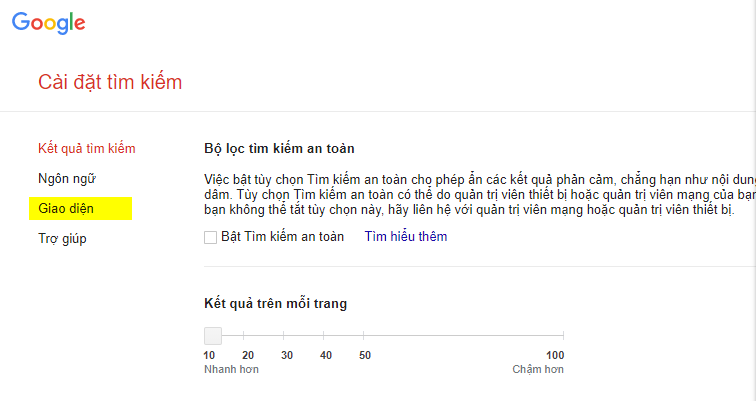 Google
Cài đặt tìm kiếm
Kết quả tìm kiếm
Ngôn ngữ
Giao diện
Trợ giúp
Bộ lọc tìm kiếm an toàn
Việc bật tùy chọn Tìm kiếm an toàn cho phép ẩn các kết quả phản cảm, chẳng hạn như nội dung
dâm. Tùy chọn Tìm kiếm an toàn có thể do quản trị viên thiết bị hoặc quản trị viên mạng của bạn
bạn không thể tắt tùy chọn này, hãy liên hệ với quản trị viên mạng hoặc quản trị viên thiết bị.
Bật Tìm kiếm an toàn Tìm hiểu thêm
Kết quả trên mỗi trang
10 20 30 40 50 100
Nhanh hơn Chậm hơn